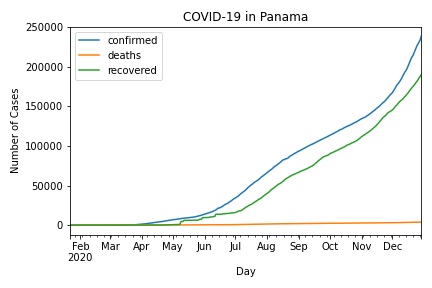 COVID-19 in Panama
250000
200000
150000
100000
50000
0
Number of Cases
confirmed
deaths
recovered
Feb Mar Apr May Jun Jul Aug Sep Oct Nov Dec
2020
Day